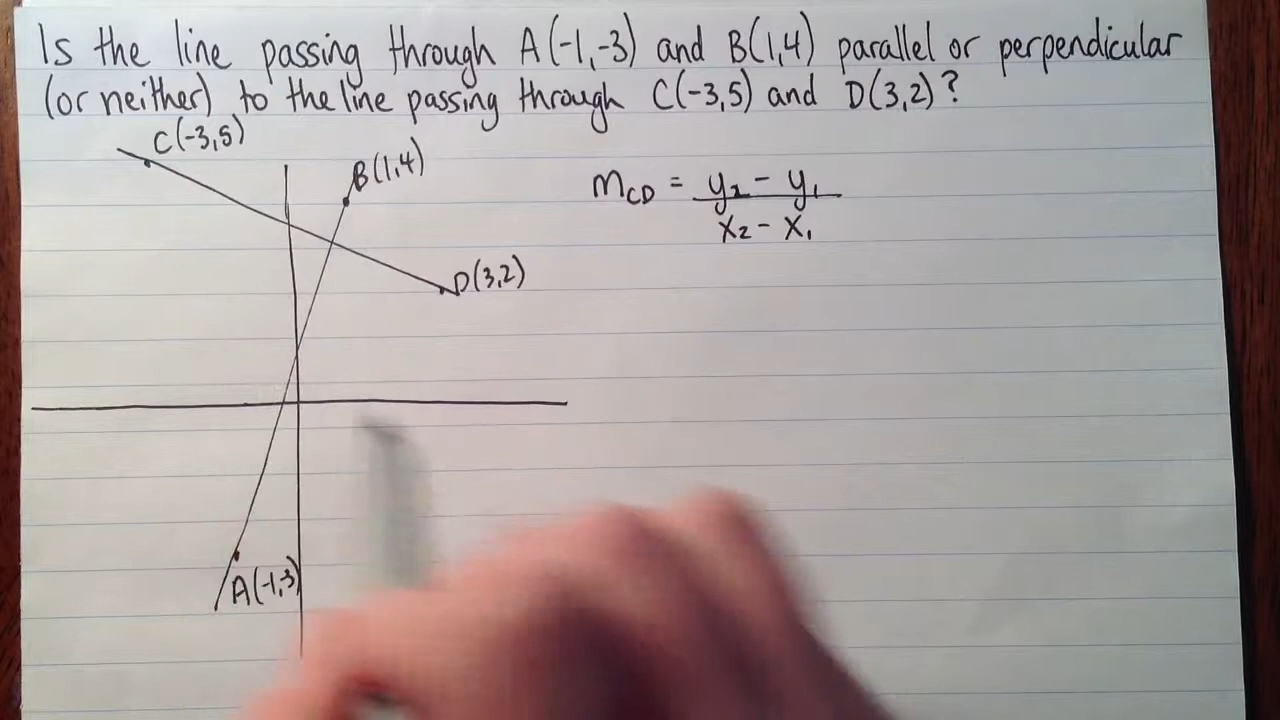 Is the line passing through A(-1,-3) and B(1,4) parallel or perpendicular
(or neither) to the line passing through C(-3,5) and D(3,2)?
C(-3,5)
B(1,4)
m_CD = (y₂ - y₁)/(x₂ - x₁)
D(3,2)
A(-1,-3)